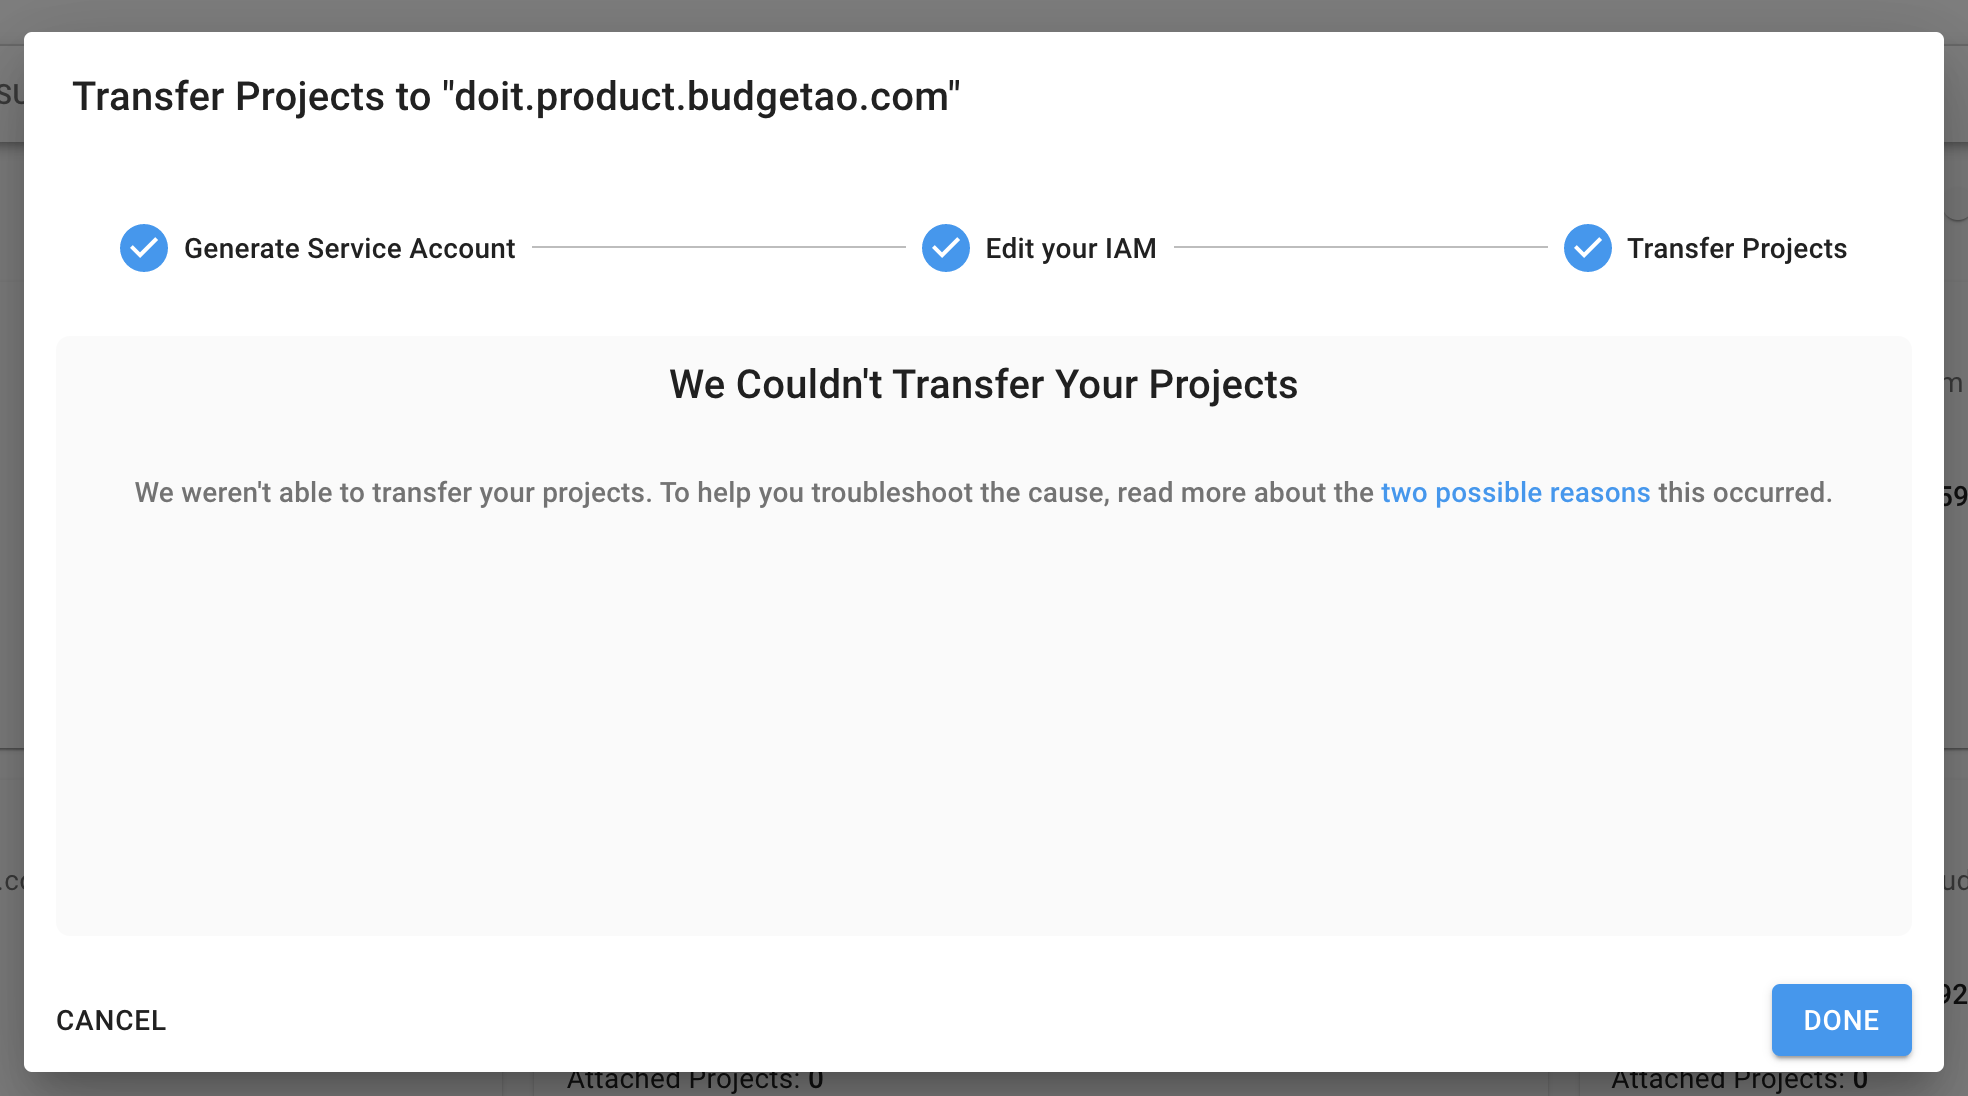 Transfer Projects to "doit.product.budgetao.com"
Generate Service Account
Edit your IAM
Transfer Projects
We Couldn't Transfer Your Projects
We weren't able to transfer your projects. To help you troubleshoot the cause, read more about the two possible reasons this occurred.
CANCEL
DONE
Attached Projects: 0
Attached Projects: 0